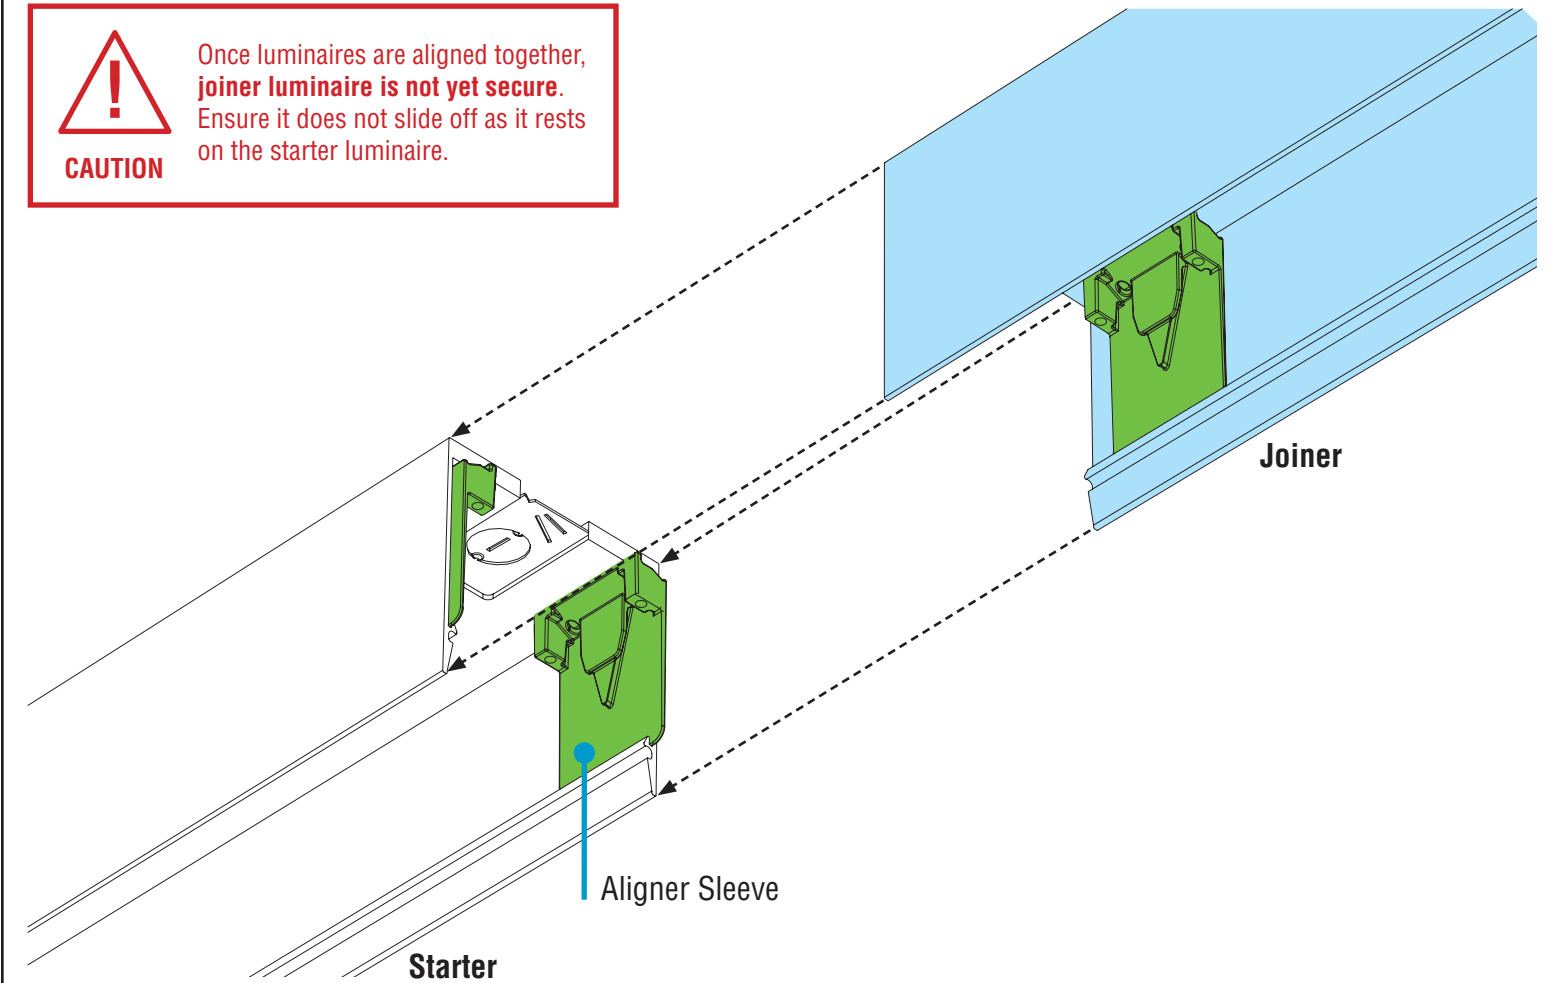 Once luminaires are aligned together,
joiner luminaire is not yet secure.
Ensure it does not slide off as it rests
on the starter luminaire.
CAUTION
Joiner
Aligner Sleeve
Starter